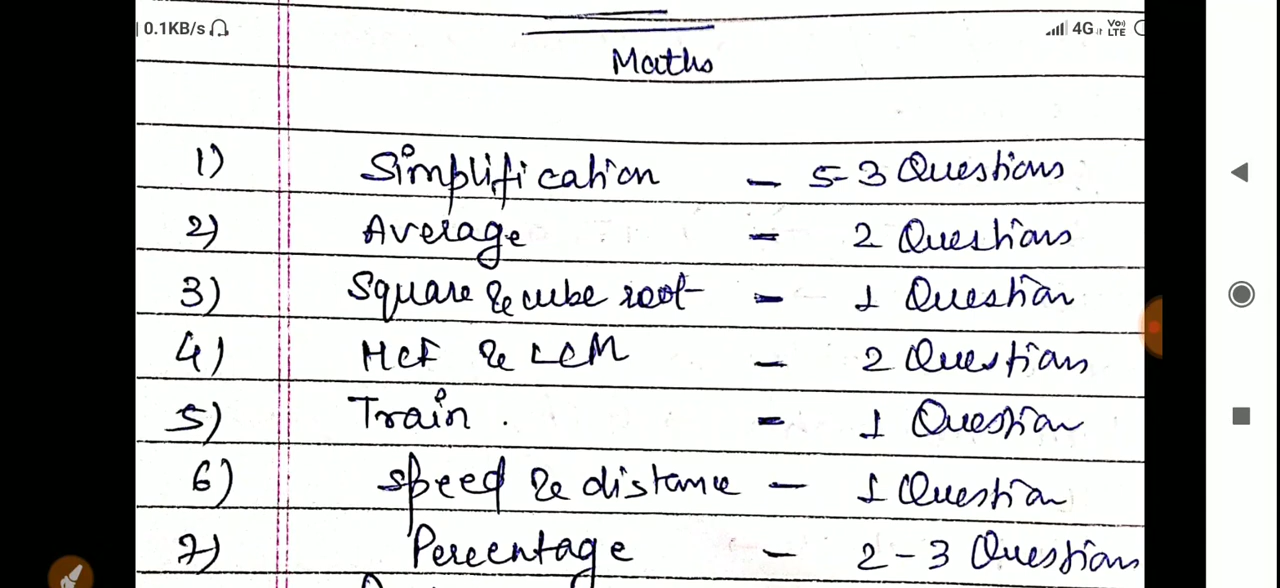 0.1KB/s 4G Vo) LTE
Maths
1) Simplification - 5-3 Questions
2) Average - 2 Questions
3) Square & cube root - 1 Question
4) HCF & LCM - 2 Questions
5) Train. - 1 Question
6) Speed & distance - 1 Question
7) Percentage - 2-3 Questions